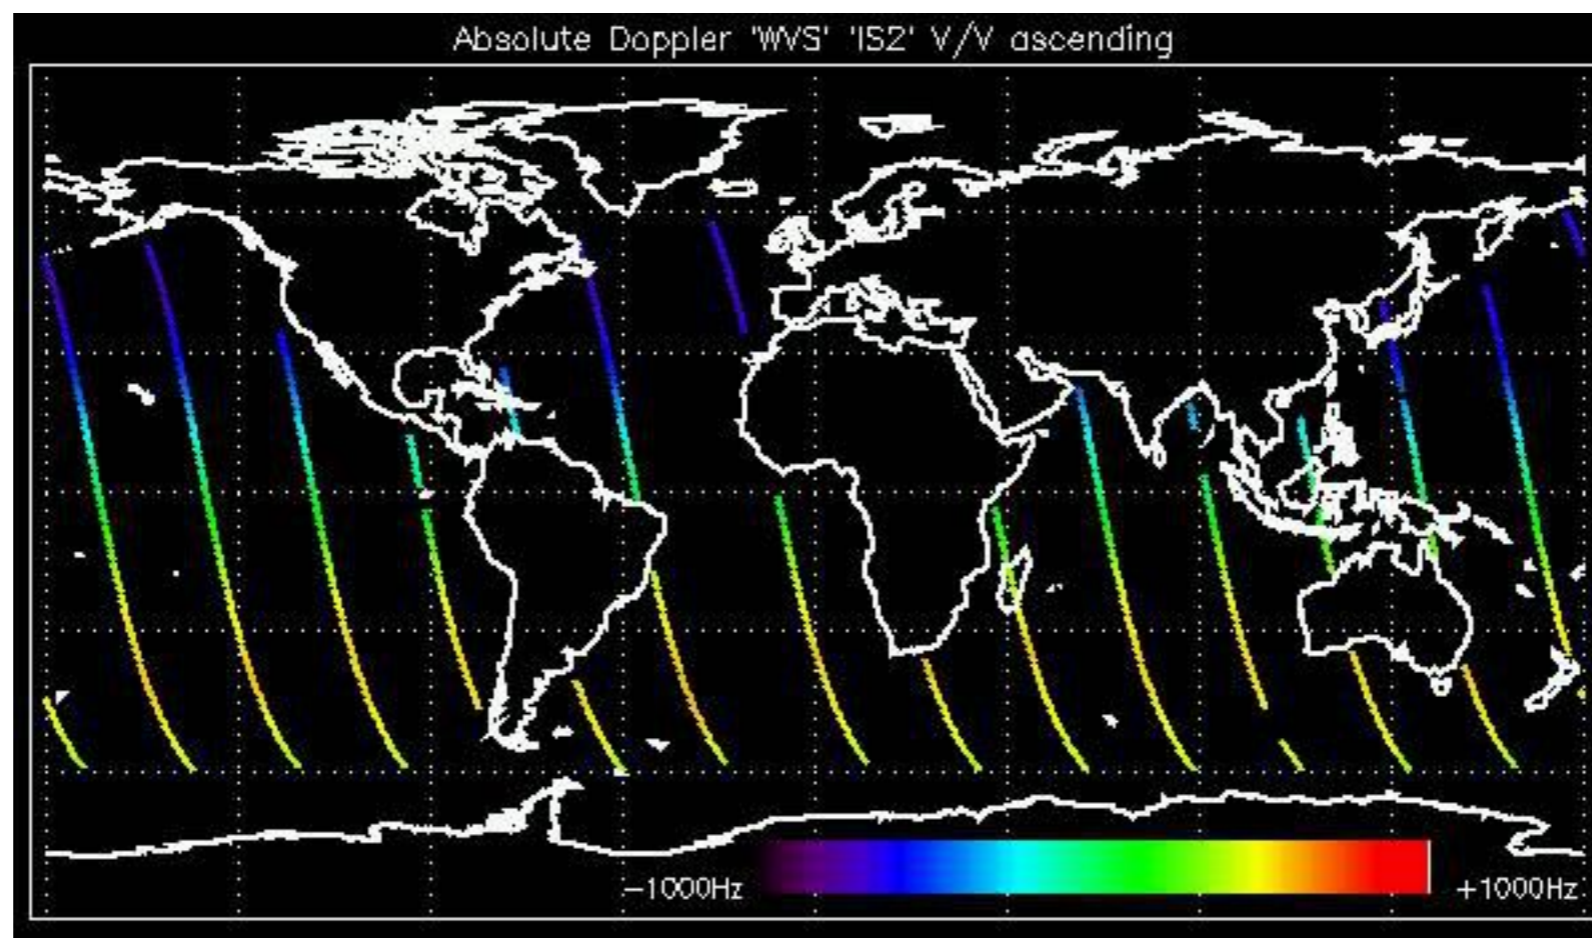 Absolute Doppler 'WVS' 'IS2' V/V ascending
−1000Hz +1000Hz